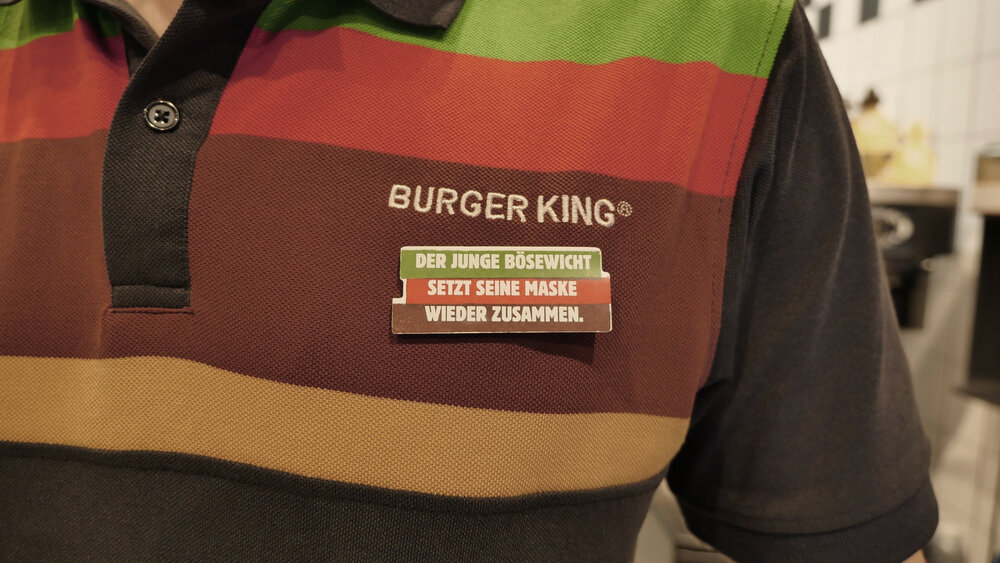 BURGER KING®
DER JUNGE BÖSEWICHT
SETZT SEINE MASKE
WIEDER ZUSAMMEN.